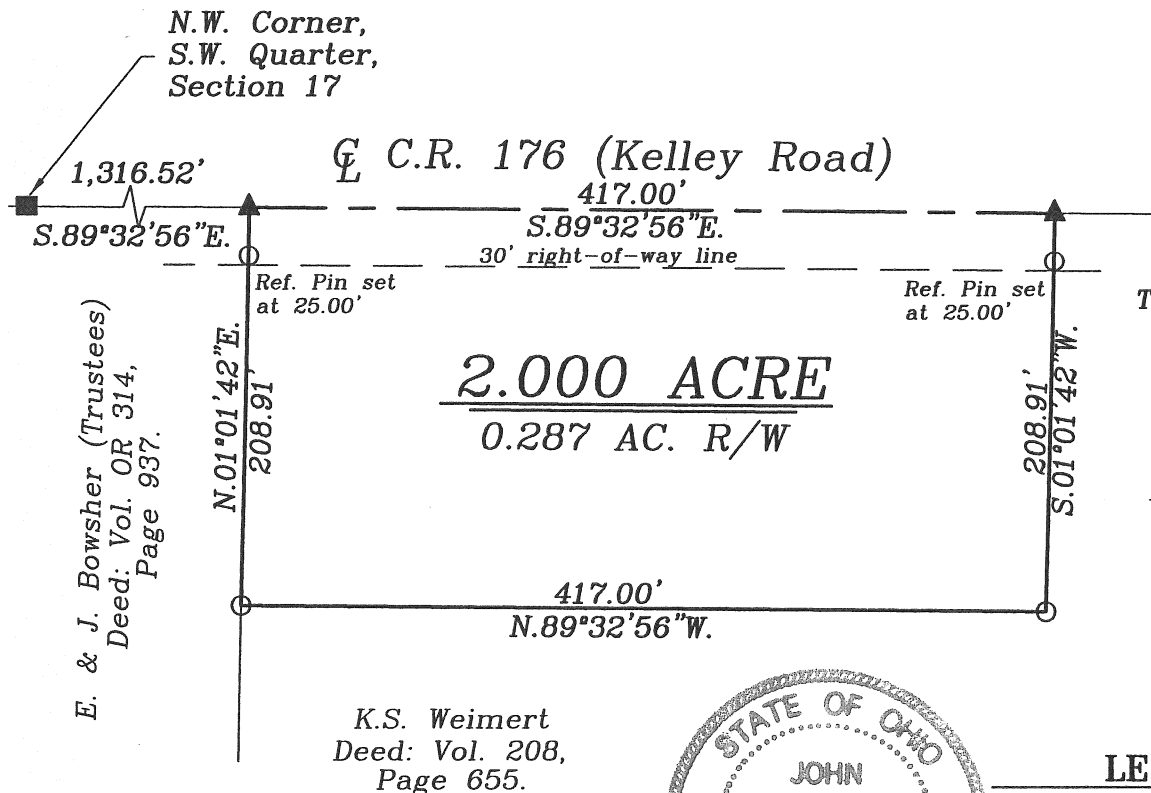 N.W. Corner,
S.W. Quarter,
Section 17
℄ C.R. 176 (Kelley Road)
1,316.52'
S.89°32'56"E.
417.00'
S.89°32'56"E.
30' right-of-way line
Ref. Pin set
at 25.00'
Ref. Pin set
at 25.00'
T
N.01°01'42"E.
208.91'
2.000 ACRE
0.287 AC. R/W
208.91'
S.01°01'42"W.
E. & J. Bowsher (Trustees)
Deed: Vol. OR 314,
Page 937.
417.00'
N.89°32'56"W.
K.S. Weimert
Deed: Vol. 208,
Page 655.
STATE OF OHIO
JOHN
LE